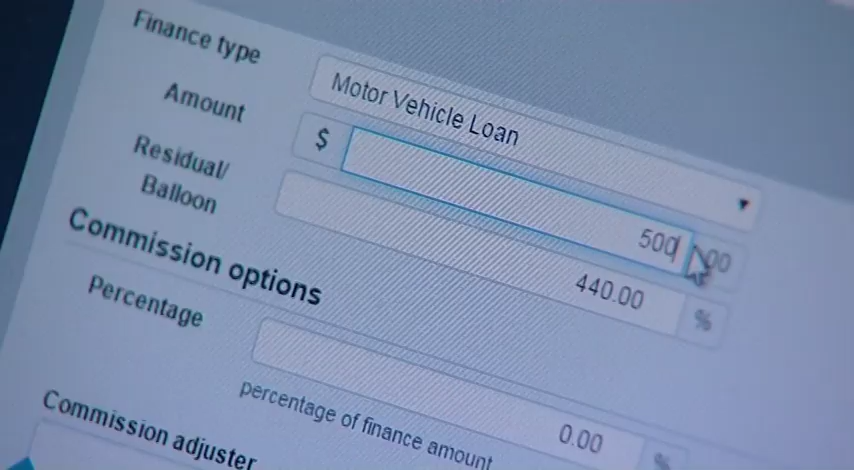 Finance type
Motor Vehicle Loan
Amount
$
500
.00
Residual/
Balloon
440.00
%
Commission options
Percentage
0.00
%
percentage of finance amount
Commission adjuster